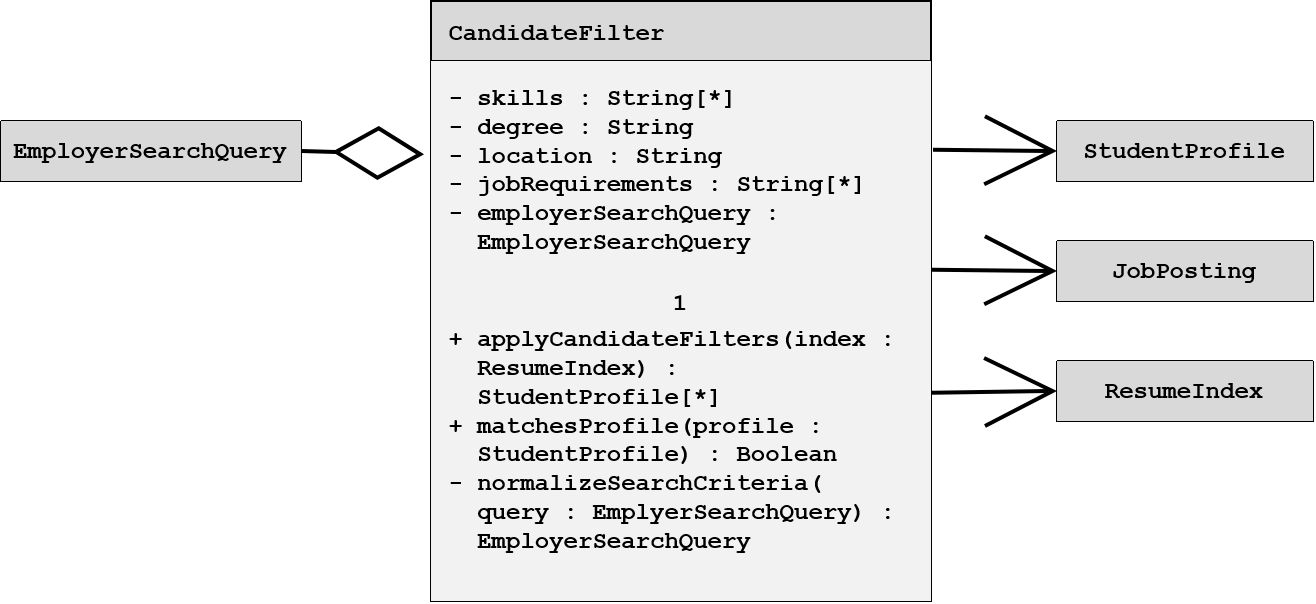 CandidateFilter
EmployerSearchQuery
- skills : String[*]
- degree : String
- location : String
- jobRequirements : String[*]
- employerSearchQuery :
EmployerSearchQuery
1
+ applyCandidateFilters(index :
ResumeIndex) :
StudentProfile[*]
+ matchesProfile(profile :
StudentProfile) : Boolean
- normalizeSearchCriteria(
query : EmplyerSearchQuery) :
EmployerSearchQuery
StudentProfile
JobPosting
ResumeIndex